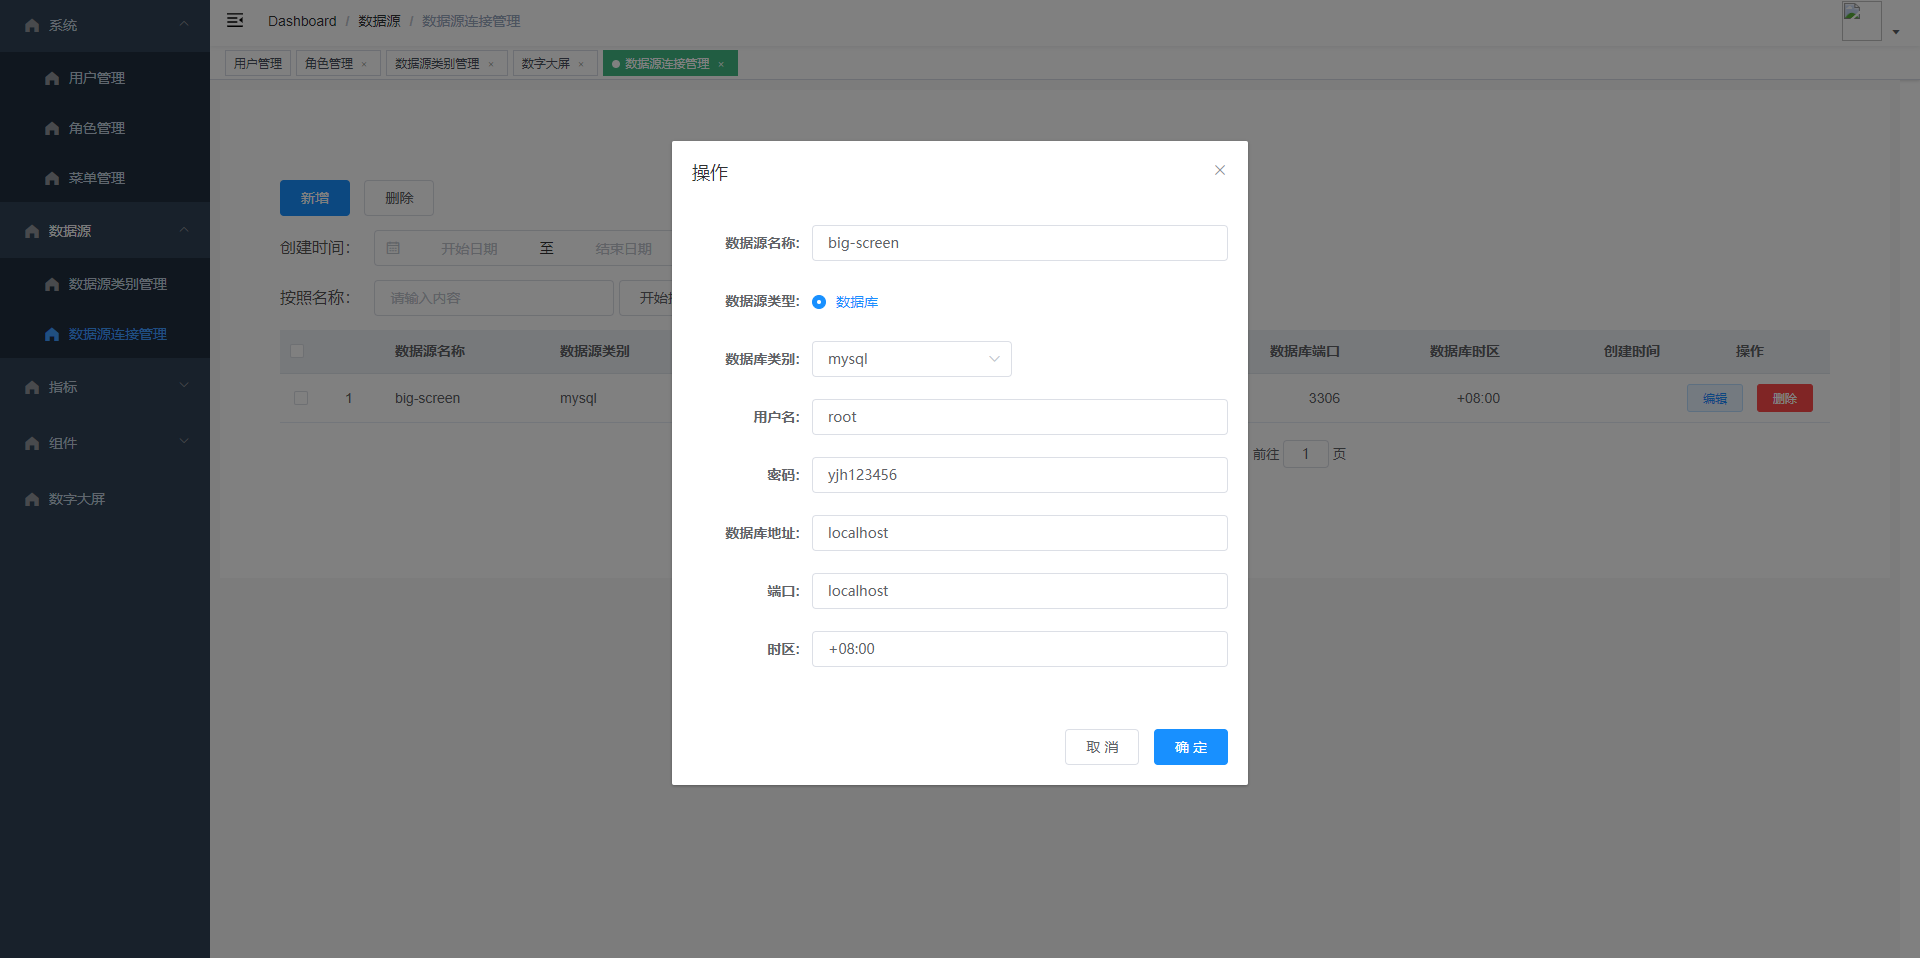 系统
用户管理
角色管理
菜单管理
数据源
数据源类别管理
数据源连接管理
指标
组件
数字大屏
Dashboard / 数据源 / 数据源连接管理
用户管理 角色管理 × 数据源类别管理 × 数字大屏 × 数据源连接管理 ×
新增 删除
创建时间: 开始日期 至 结束日期
按照名称: 请输入内容 开始
数据源名称 数据源类别 数据库端口 数据库时区 创建时间 操作
1 big-screen mysql 3306 +08:00 编辑 删除
前往 1 页
操作
数据源名称: big-screen
数据源类型: 数据库
数据库类别: mysql
用户名: root
密码: yjh123456
数据库地址: localhost
端口: localhost
时区: +08:00
取 消 确 定